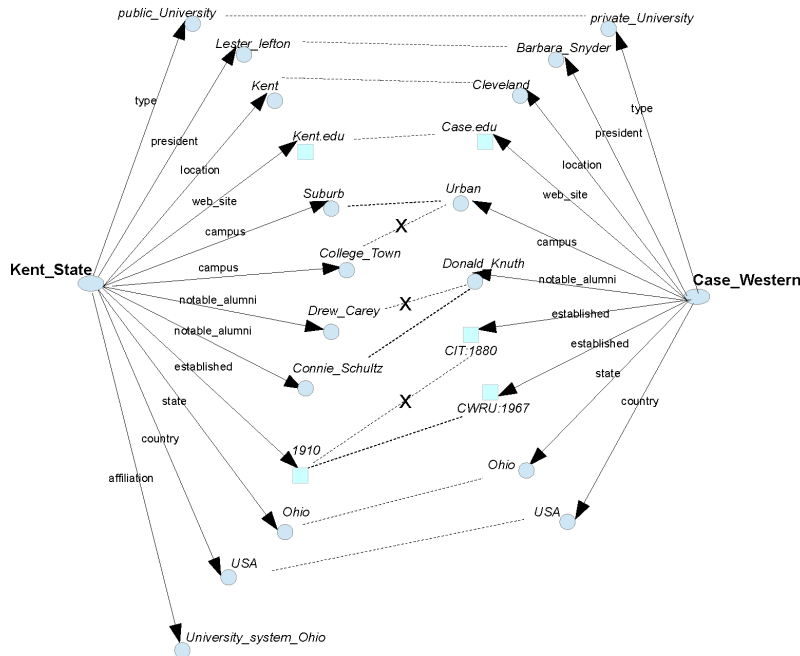 public_University
private_University
Lester_lefton
Barbara_Snyder
Kent
Cleveland
type
type
president
president
Kent.edu
Case.edu
location
location
web_site
web_site
Suburb
Urban
campus
campus
X
College_Town
Donald_Knuth
Kent_State
campus
notable_alumni
Case_Western
notable_alumni
Drew_Carey
X
established
notable_alumni
CIT:1880
established
established
Connie_Schultz
state
state
X
CWRU:1967
country
country
1910
Ohio
affiliation
Ohio
USA
USA
University_system_Ohio